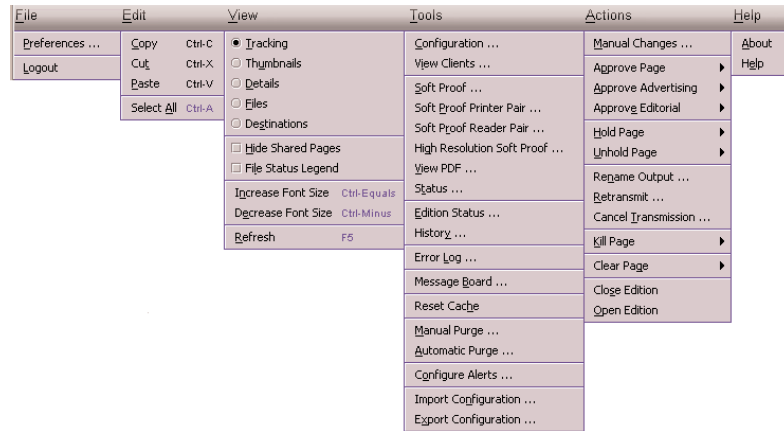 File Edit View Tools Actions Help
Preferences ...
Logout
Copy Ctrl-C
Cut Ctrl-X
Paste Ctrl-V
Select All Ctrl-A
Tracking
Thumbnails
Details
Files
Destinations
Hide Shared Pages
File Status Legend
Increase Font Size Ctrl-Equals
Decrease Font Size Ctrl-Minus
Refresh F5
Configuration ...
View Clients ...
Soft Proof ...
Soft Proof Printer Pair ...
Soft Proof Reader Pair ...
High Resolution Soft Proof ...
View PDF ...
Status ...
Edition Status ...
History ...
Error Log ...
Message Board ...
Reset Cache
Manual Purge ...
Automatic Purge ...
Configure Alerts ...
Import Configuration ...
Export Configuration ...
Manual Changes ...
Approve Page
Approve Advertising
Approve Editorial
Hold Page
Unhold Page
Rename Output ...
Retransmit ...
Cancel Transmission ...
Kill Page
Clear Page
Close Edition
Open Edition
About
Help